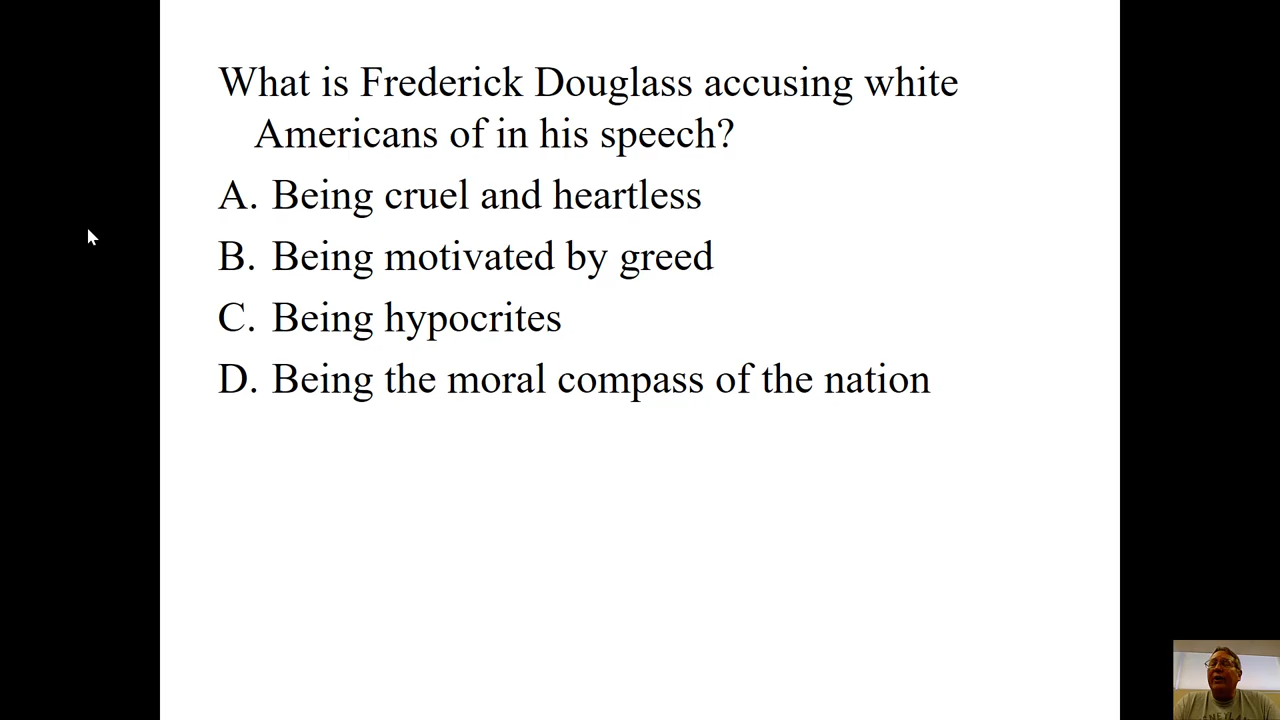 What is Frederick Douglass accusing white
Americans of in his speech?
A. Being cruel and heartless
B. Being motivated by greed
C. Being hypocrites
D. Being the moral compass of the nation